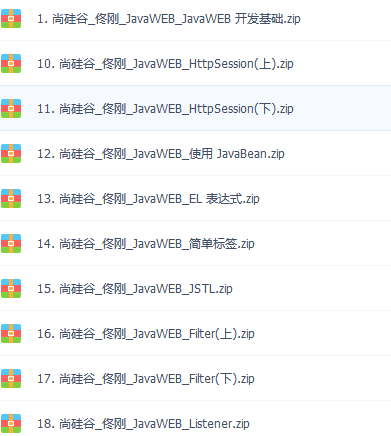 1. 尚硅谷_佟刚_JavaWEB_JavaWEB 开发基础.zip
10. 尚硅谷_佟刚_JavaWEB_HttpSession(上).zip
11. 尚硅谷_佟刚_JavaWEB_HttpSession(下).zip
12. 尚硅谷_佟刚_JavaWEB_使用 JavaBean.zip
13. 尚硅谷_佟刚_JavaWEB_EL 表达式.zip
14. 尚硅谷_佟刚_JavaWEB_简单标签.zip
15. 尚硅谷_佟刚_JavaWEB_JSTL.zip
16. 尚硅谷_佟刚_JavaWEB_Filter(上).zip
17. 尚硅谷_佟刚_JavaWEB_Filter(下).zip
18. 尚硅谷_佟刚_JavaWEB_Listener.zip